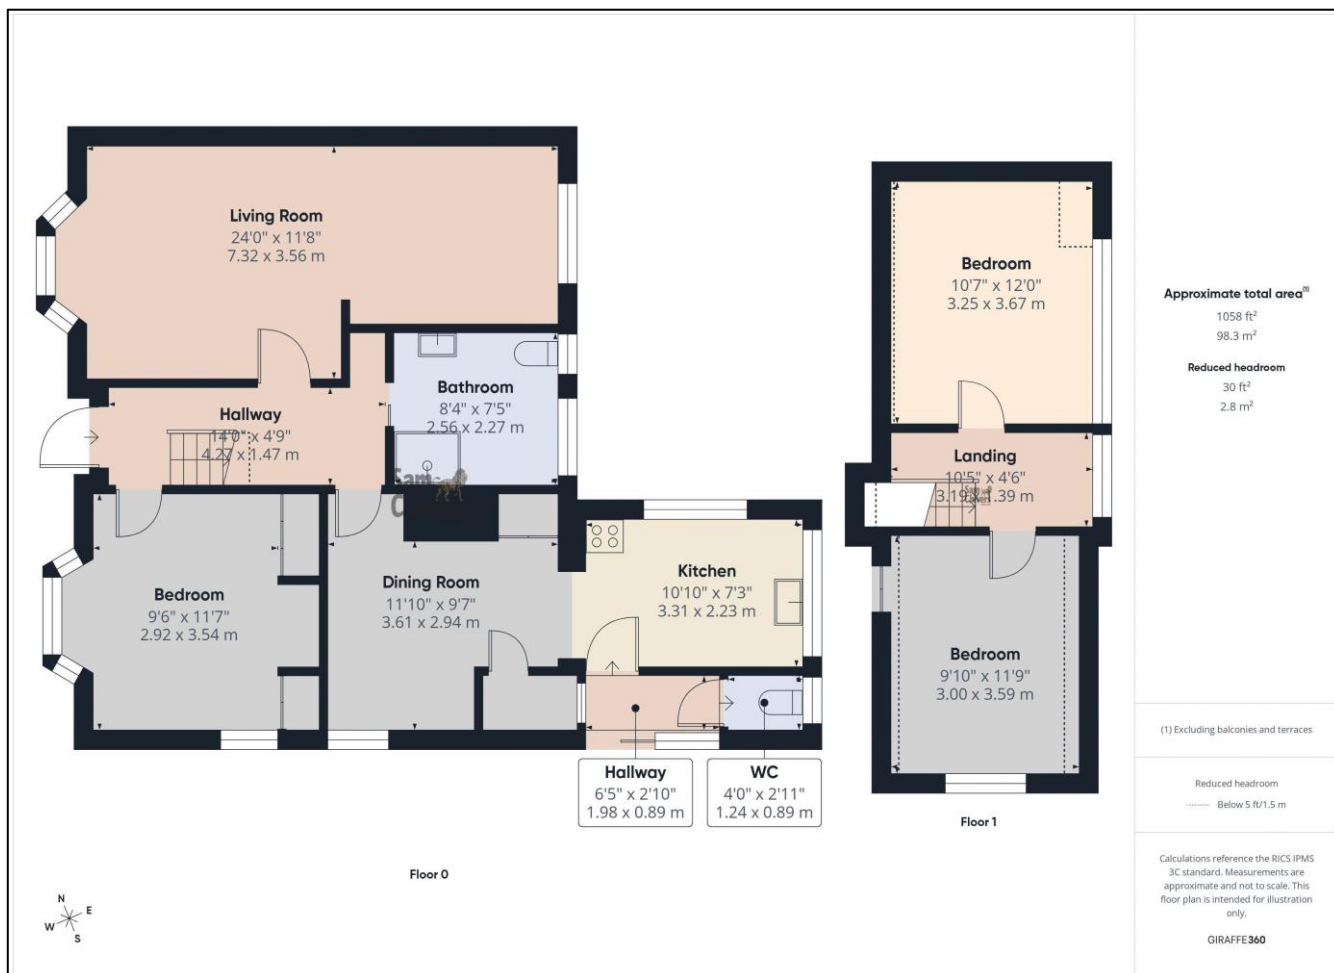 Living Room
24'0" x 11'8"
7.32 x 3.56 m
Bathroom
8'4" x 7'5"
2.56 x 2.27 m
Hallway
14'0" x 4'9"
4.27 x 1.47 m
Sam
Bedroom
9'6" x 11'7"
2.92 x 3.54 m
Dining Room
11'10" x 9'7"
3.61 x 2.94 m
Kitchen
10'10" x 7'3"
3.31 x 2.23 m
Hallway
6'5" x 2'10"
1.98 x 0.89 m
WC
4'0" x 2'11"
1.24 x 0.89 m
Floor 0
N
E
W
S
Bedroom
10'7" x 12'0"
3.25 x 3.67 m
Landing
10'5" x 4'6"
3.19 x 1.39 m
Bedroom
9'10" x 11'9"
3.00 x 3.59 m
Floor 1
Approximate total area(1)
1058 ft²
98.3 m²
Reduced headroom
30 ft²
2.8 m²
(1) Excluding balconies and terraces
Reduced headroom
Below 5 ft/1.5 m
Calculations reference the RICS IPMS
3C standard. Measurements are
approximate and not to scale. This
floor plan is intended for illustration
only.
GIRAFFE360